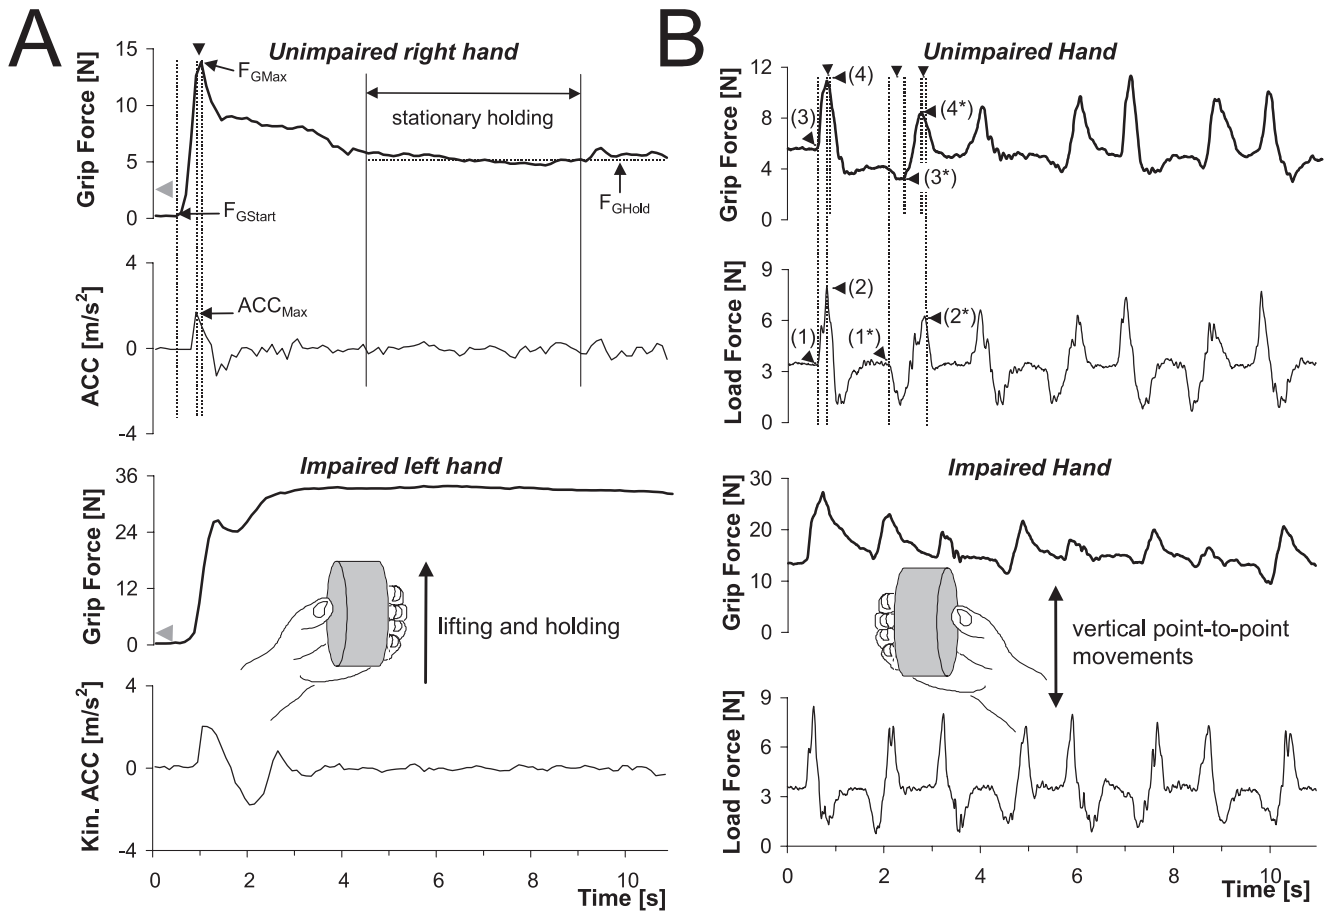 A
Unimpaired right hand
Grip Force [N]
15
10
5
0
F_GMax
stationary holding
F_GStart
F_GHold
ACC [m/s²]
4
0
-4
ACC_Max
Impaired left hand
Grip Force [N]
36
24
12
0
lifting and holding
Kin. ACC [m/s²]
4
0
-4
0 2 4 6 8 10
Time [s]
B
Unimpaired Hand
Grip Force [N]
12
8
4
0
(3)
(4)
(4*)
(3*)
Load Force [N]
9
6
3
0
(1)
(2)
(1*)
(2*)
Impaired Hand
Grip Force [N]
30
20
10
0
vertical point-to-point
movements
Load Force [N]
9
6
3
0
0 2 4 6 8 10
Time [s]